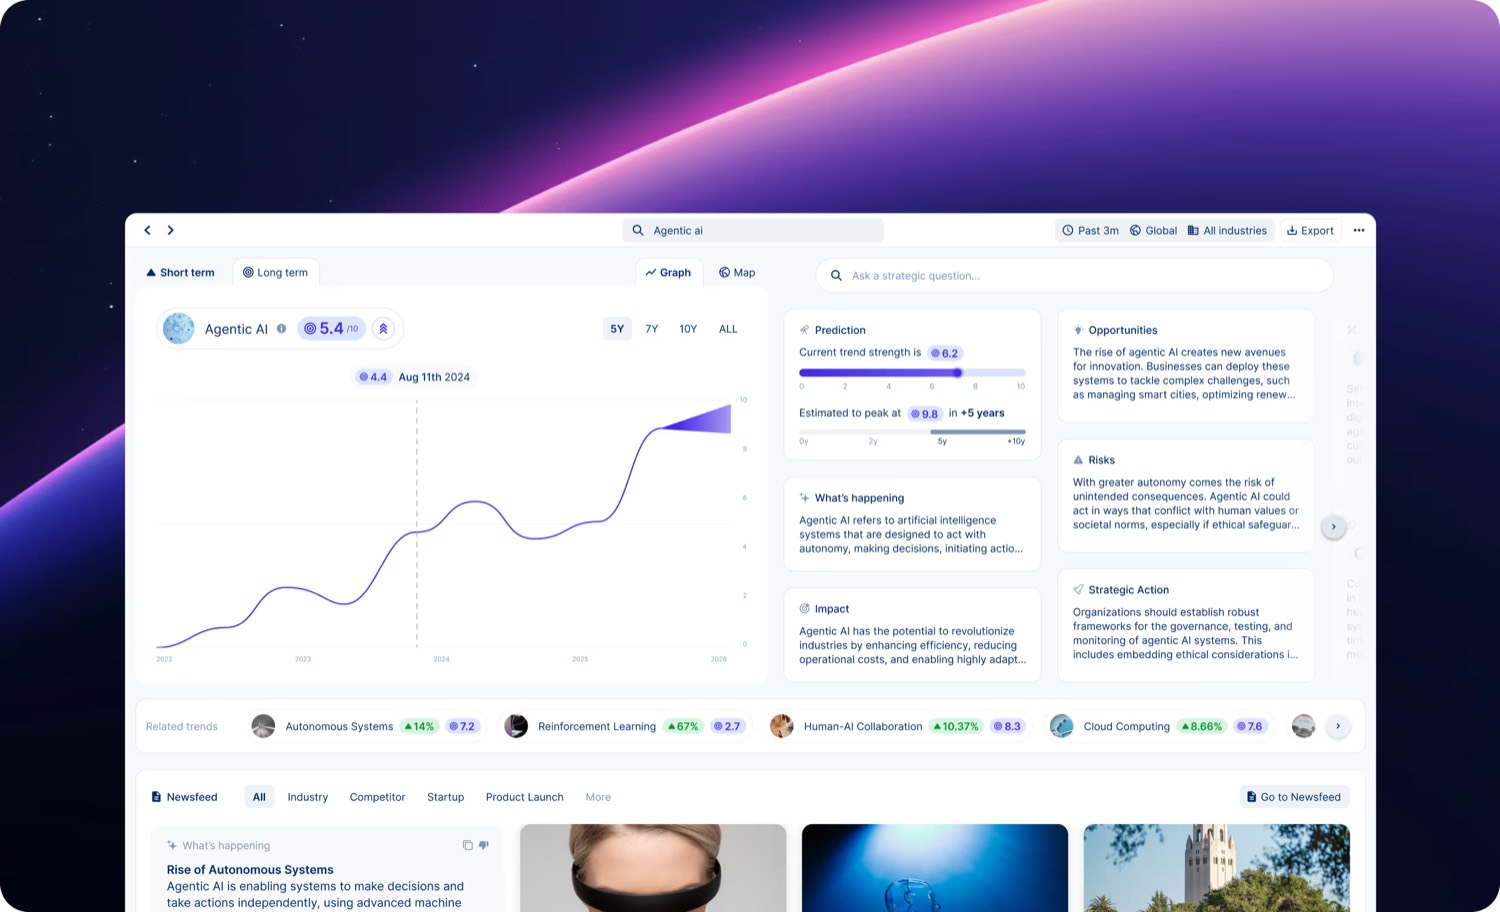 Agentic ai
Past 3m
Global
All industries
Export
Short term
Long term
Graph
Map
Ask a strategic question...
Agentic AI
5.4 /10
5Y
7Y
10Y
ALL
4.4
Aug 11th 2024
10
8
6
4
2
0
2022
2023
2024
2025
2026
Prediction
Current trend strength is 6.2
0 2 4 6 8 10
Estimated to peak at 9.8 in +5 years
0y 2y 5y +10y
What's happening
Agentic AI refers to artificial intelligence
systems that are designed to act with
autonomy, making decisions, initiating actio...
Impact
Agentic AI has the potential to revolutionize
industries by enhancing efficiency, reducing
operational costs, and enabling highly adapt...
Opportunities
The rise of agentic AI creates new avenues
for innovation. Businesses can deploy these
systems to tackle complex challenges, such
as managing smart cities, optimizing renew...
Risks
With greater autonomy comes the risk of
unintended consequences. Agentic AI could
act in ways that conflict with human values or
societal norms, especially if ethical safeguar...
Strategic Action
Organizations should establish robust
frameworks for the governance, testing, and
monitoring of agentic AI systems. This
includes embedding ethical considerations i...
Related trends
Autonomous Systems 14% 7.2
Reinforcement Learning 67% 2.7
Human-AI Collaboration 10.37% 8.3
Cloud Computing 8.66% 7.6
Newsfeed
All
Industry
Competitor
Startup
Product Launch
More
Go to Newsfeed
What's happening
Rise of Autonomous Systems
Agentic AI is enabling systems to make decisions and
take actions independently, using advanced machine